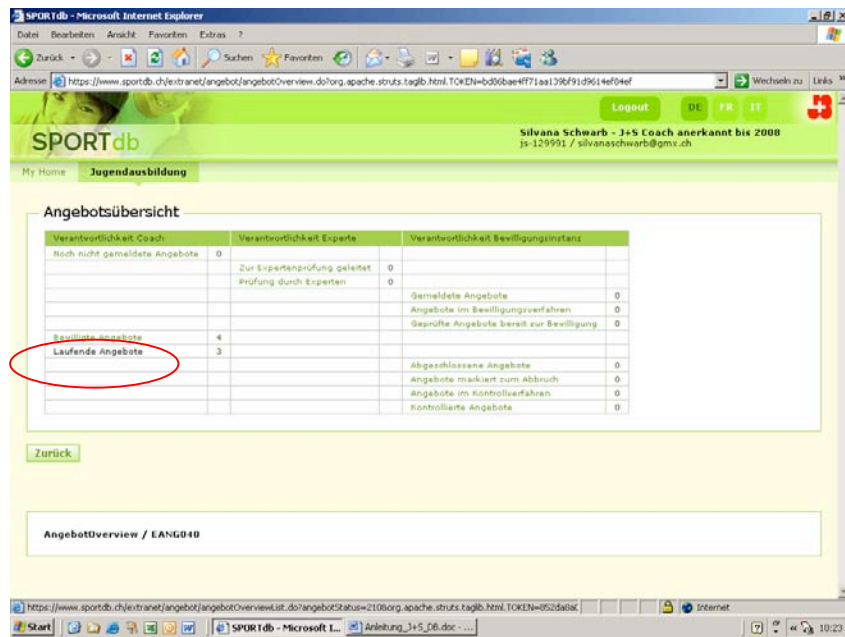 SPORTdb - Microsoft Internet Explorer
Datei Bearbeiten Ansicht Favoriten Extras ?
Zurück Suchen Favoriten
Adresse https://www.sportdb.ch/extranet/angebot/angebotOverview.do?org.apache.struts.taglib.html.TOKEN=bd86bae4ff71aa139bf91d9614ef04ef Wechseln zu Links
Logout DE FR IT
SPORTdb
Silvana Schwarb - J+S Coach anerkannt bis 2008
js-129991 / silvanaschwarb@gmx.ch
My Home Jugendausbildung
Angebotsübersicht
Verantwortlichkeit Coach Verantwortlichkeit Experte Verantwortlichkeit Bewilligungsinstanz
Noch nicht gemeldete Angebote 0
Zur Expertenprüfung geleitet 0
Prüfung durch Experten 0
Gemeldete Angebote 0
Angebote im Bewilligungsverfahren 0
Geprüfte Angebote bereit zur Bewilligung 0
Bewilligte Angebote 4
Laufende Angebote 3
Abgeschlossene Angebote 0
Angebote markiert zum Abbruch 0
Angebote im Kontrollverfahren 0
Kontrollierte Angebote 0
Zurück
AngebotOverview / EANG040
https://www.sportdb.ch/extranet/angebot/angebotOverviewList.do?angebotStatus=210&org.apache.struts.taglib.html.TOKEN=852da8a0 Internet
Start SPORTdb - Microsoft I... Anleitung_J+S_DB.doc - ... 10:23